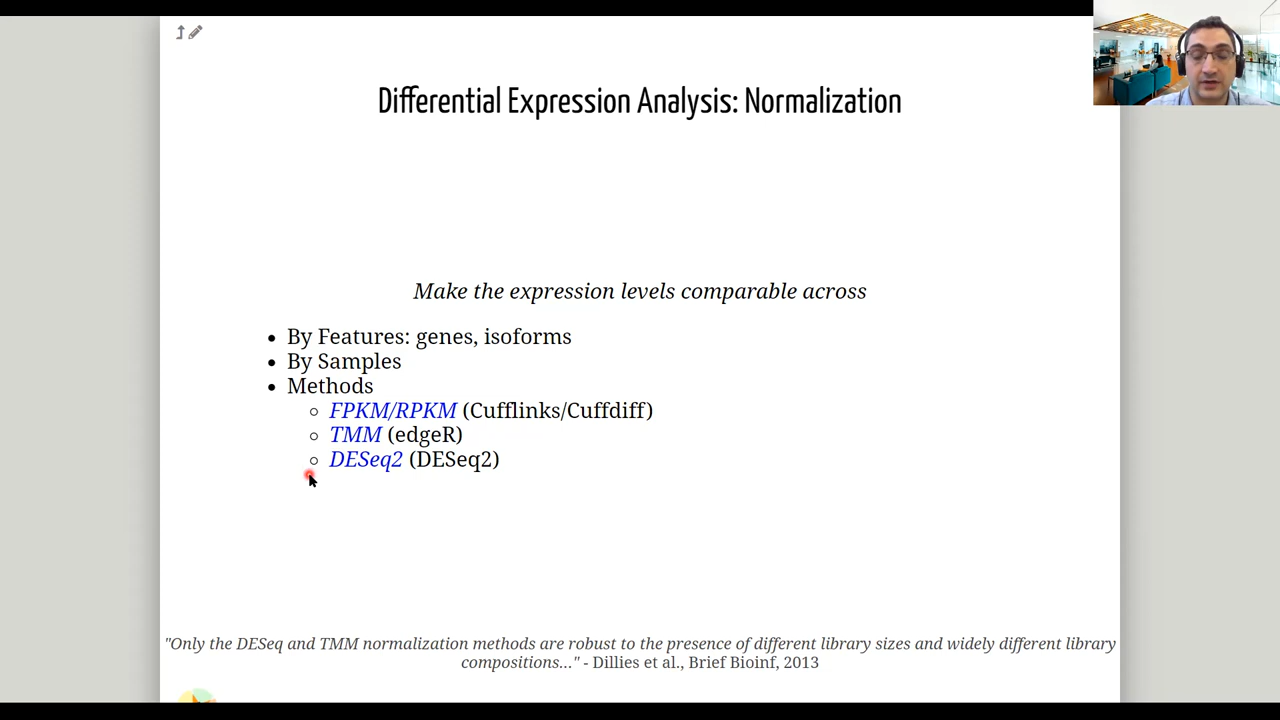 Differential Expression Analysis: Normalization
Make the expression levels comparable across
By Features: genes, isoforms
By Samples
Methods
FPKM/RPKM (Cufflinks/Cuffdiff)
TMM (edgeR)
DESeq2 (DESeq2)
"Only the DESeq and TMM normalization methods are robust to the presence of different library sizes and widely different library
compositions..." - Dillies et al., Brief Bioinf, 2013